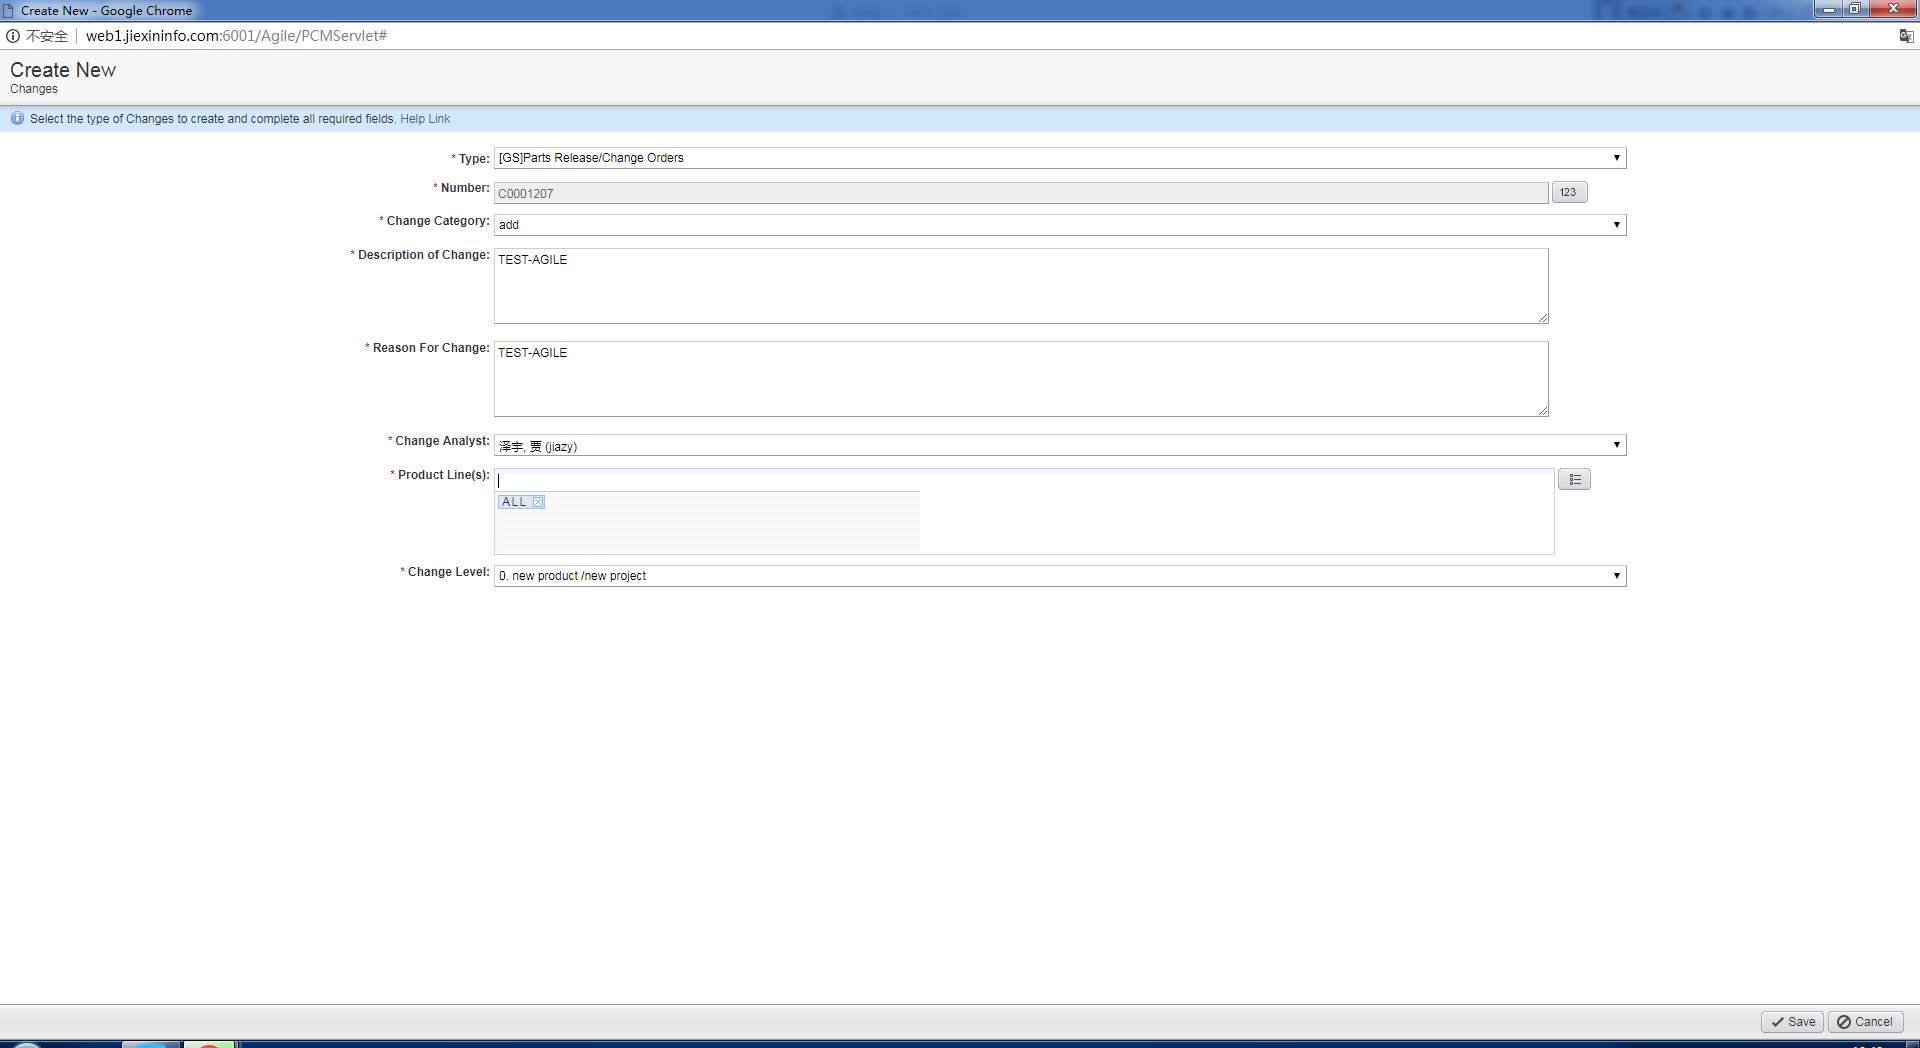 Create New - Google Chrome
不安全 web1.jiexininfo.com:6001/Agile/PCMServlet#
Create New
Changes
Select the type of Changes to create and complete all required fields. Help Link
* Type: [GS]Parts Release/Change Orders
* Number: C0001207 123
* Change Category: add
* Description of Change: TEST-AGILE
* Reason For Change: TEST-AGILE
* Change Analyst: 泽宇, 贾 (jiazy)
* Product Line(s):
ALL
* Change Level: 0. new product /new project
Save Cancel